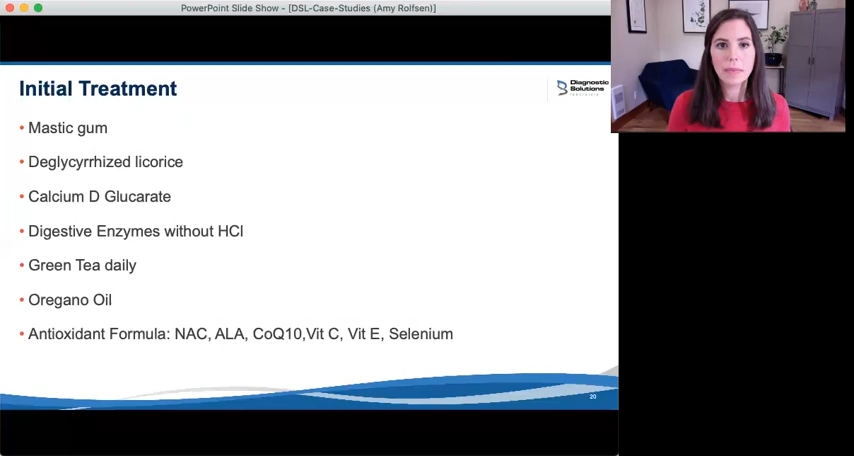 PowerPoint Slide Show - [DSL-Case-Studies (Amy Rolfsen)]
Initial Treatment
Diagnostic
Solutions
• Mastic gum
• Deglycyrrhized licorice
• Calcium D Glucarate
• Digestive Enzymes without HCl
• Green Tea daily
• Oregano Oil
• Antioxidant Formula: NAC, ALA, CoQ10,Vit C, Vit E, Selenium
20